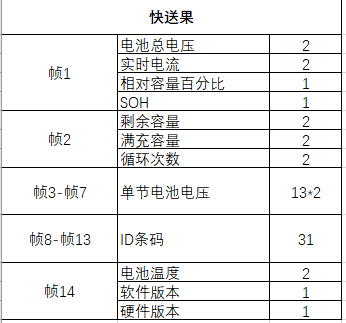 快送果
帧1
电池总电压 2
实时电流 2
相对容量百分比 1
SOH 1
帧2
剩余容量 2
满充容量 2
循环次数 2
帧3-帧7 单节电池电压 13*2
帧8-帧13 ID条码 31
帧14
电池温度 2
软件版本 1
硬件版本 1